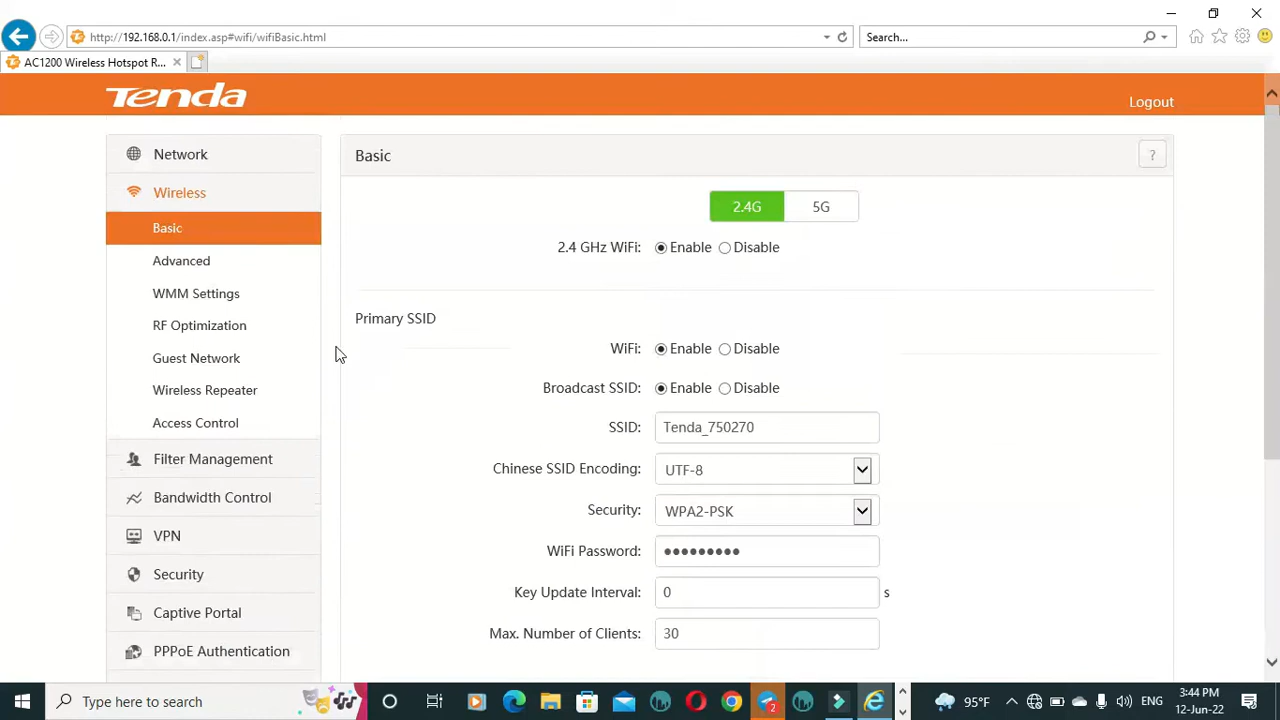 http://192.168.0.1/index.asp#wifi/wifiBasic.html
Search...
AC1200 Wireless Hotspot R...
Tenda
Logout
Network
Wireless
Basic
Advanced
WMM Settings
RF Optimization
Guest Network
Wireless Repeater
Access Control
Filter Management
Bandwidth Control
VPN
Security
Captive Portal
PPPoE Authentication
Basic
?
2.4G 5G
2.4 GHz WiFi: Enable Disable
Primary SSID
WiFi: Enable Disable
Broadcast SSID: Enable Disable
SSID: Tenda_750270
Chinese SSID Encoding: UTF-8
Security: WPA2-PSK
WiFi Password: •••••••••
Key Update Interval: 0 s
Max. Number of Clients: 30
Type here to search
2
95°F
ENG
3:44 PM
12-Jun-22